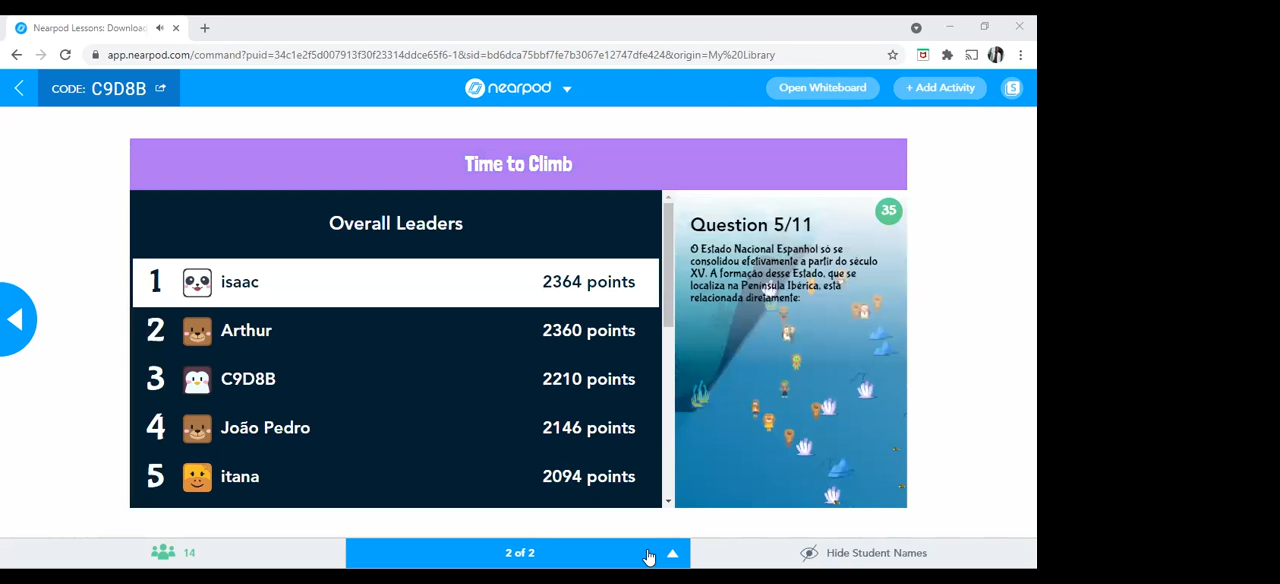 Nearpod Lessons: Downloa
app.nearpod.com/command?puid=34c1e2f5d007913f30f23314ddce65f6-1&sid=bd6dca75bbf7fe7b3067e12747dfe424&origin=My%20Library
CODE: C9D8B
nearpod
Open Whiteboard
+ Add Activity
S
Time to Climb
Overall Leaders
1 isaac 2364 points
2 Arthur 2360 points
3 C9D8B 2210 points
4 João Pedro 2146 points
5 itana 2094 points
35
Question 5/11
O Estado Nacional Espanhol só se
consolidou efetivamente a partir do século
XV. A formação desse Estado, que se
localiza na Península Ibérica, está
relacionada diretamente:
14
2 of 2
Hide Student Names